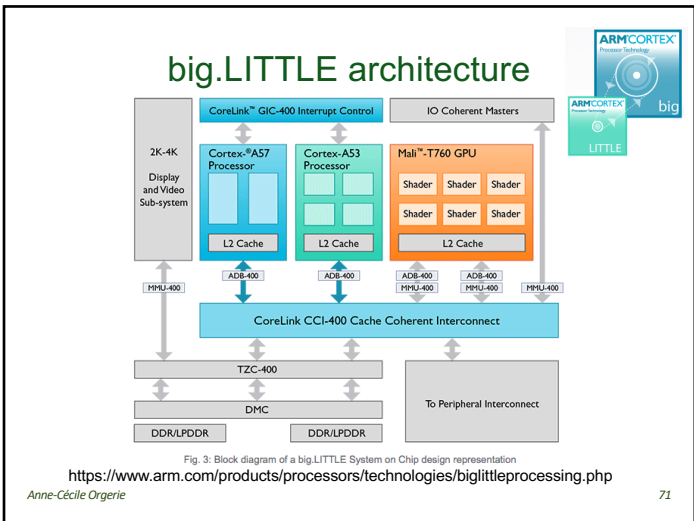 big.LITTLE architecture
ARM®CORTEX®
Processor Technology
big
ARM®CORTEX®
Processor Technology
LITTLE
CoreLink™ GIC-400 Interrupt Control
IO Coherent Masters
2K-4K
Display
and Video
Sub-system
Cortex-®A57
Processor
L2 Cache
Cortex-A53
Processor
L2 Cache
Mali™-T760 GPU
Shader Shader Shader
Shader Shader Shader
L2 Cache
MMU-400
ADB-400
ADB-400
ADB-400
MMU-400
ADB-400
MMU-400
MMU-400
CoreLink CCI-400 Cache Coherent Interconnect
TZC-400
DMC
DDR/LPDDR
DDR/LPDDR
To Peripheral Interconnect
Fig. 3: Block diagram of a big.LITTLE System on Chip design representation
https://www.arm.com/products/processors/technologies/biglittleprocessing.php
Anne-Cécile Orgerie
71